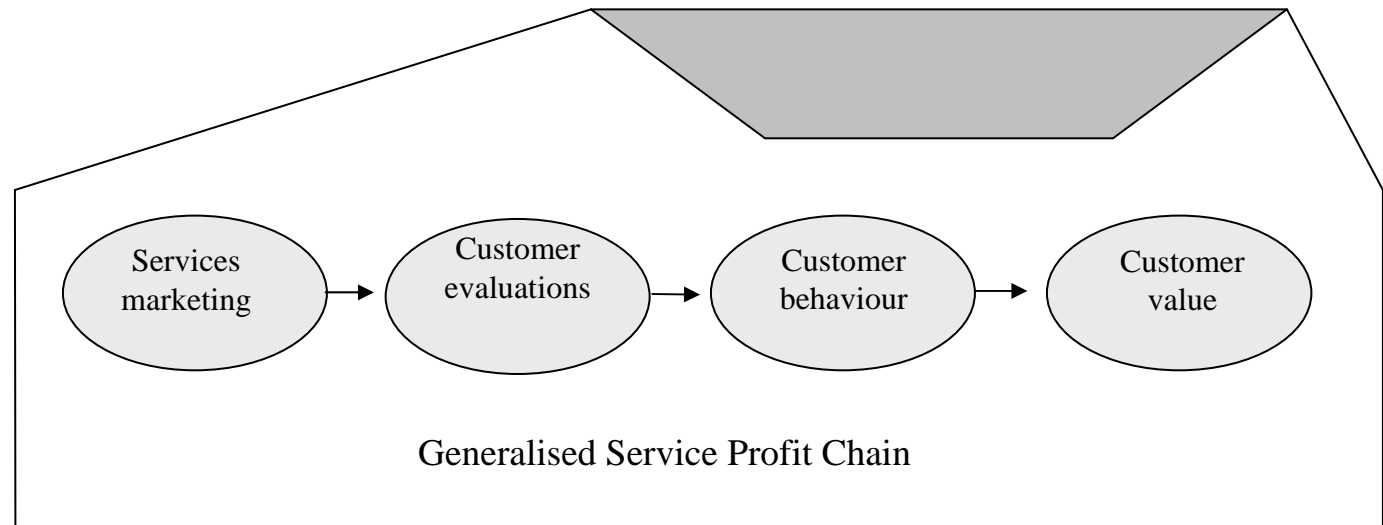 Services
marketing
Customer
evaluations
Customer
behaviour
Customer
value
Generalised Service Profit Chain